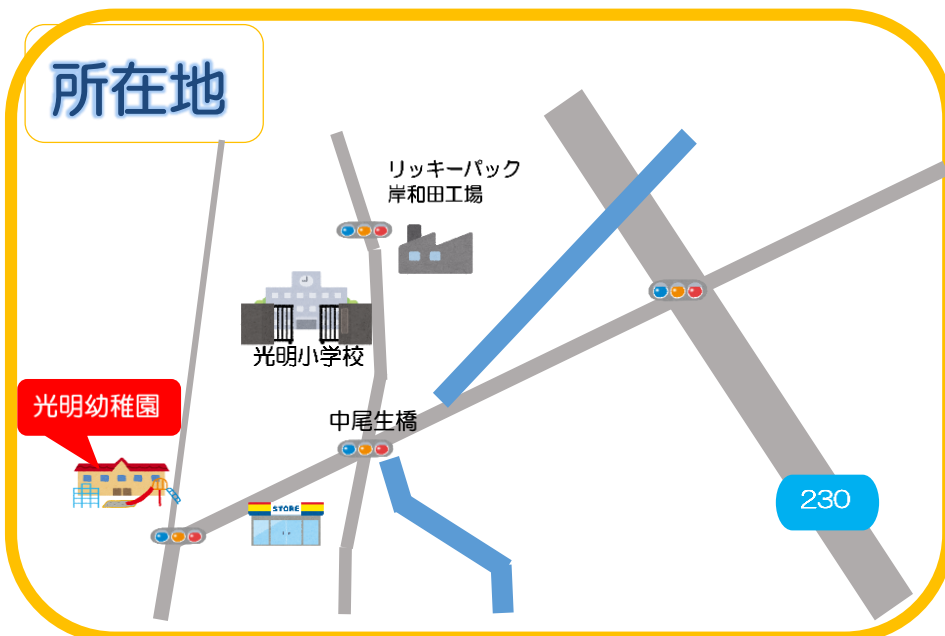 所在地
リッキーパック
岸和田工場
光明小学校
光明幼稚園
中尾生橋
STORE
230